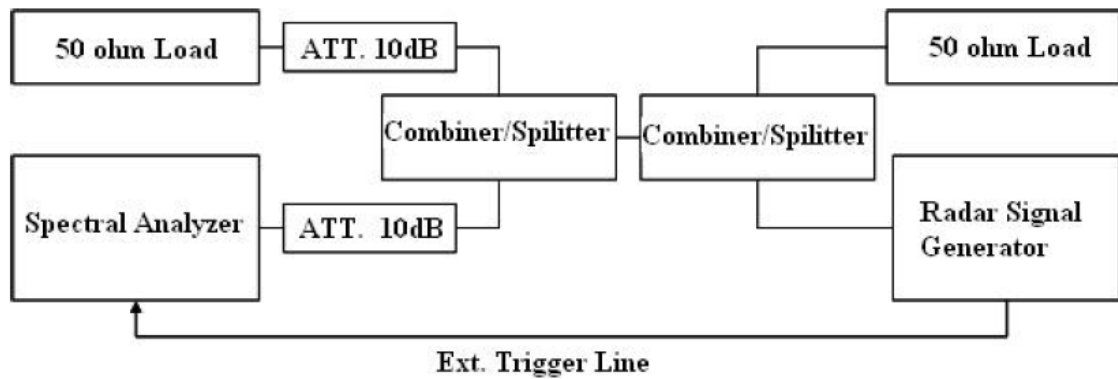 50 ohm Load
ATT. 10dB
50 ohm Load
Combiner/Spilitter
Combiner/Spilitter
Spectral Analyzer
ATT. 10dB
Radar Signal
Generator
Ext. Trigger Line